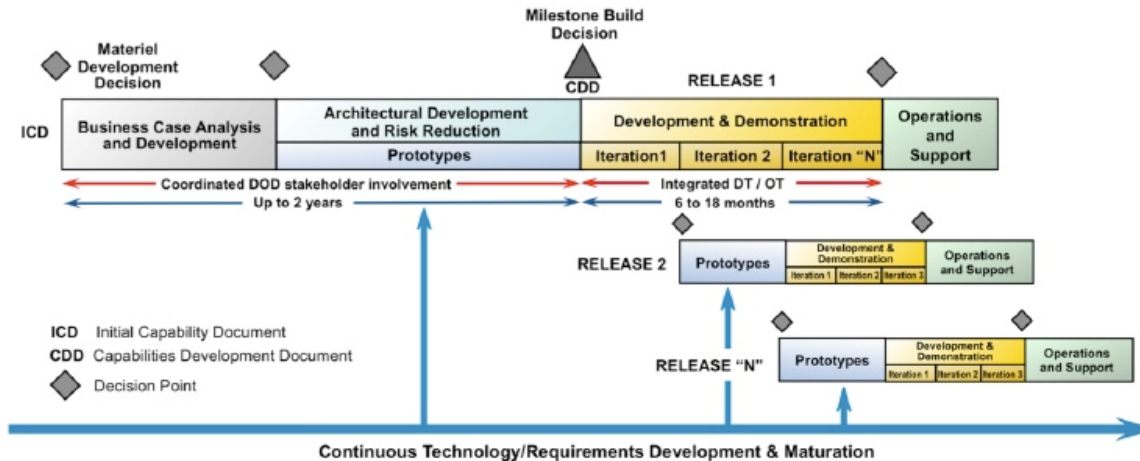 Milestone Build
Decision
Materiel
Development
Decision
CDD
RELEASE 1
ICD
Business Case Analysis
and Development
Architectural Development
and Risk Reduction
Prototypes
Development & Demonstration
Iteration1
Iteration 2
Iteration “N”
Operations
and
Support
Coordinated DOD stakeholder involvement
Integrated DT / OT
Up to 2 years
6 to 18 months
RELEASE 2
Prototypes
Development &
Demonstration
Iteration 1
Iteration 2
Iteration 3
Operations
and Support
ICD Initial Capability Document
CDD Capabilities Development Document
Decision Point
RELEASE “N”
Prototypes
Development &
Demonstration
Iteration 1
Iteration 2
Iteration 3
Operations
and Support
Continuous Technology/Requirements Development & Maturation